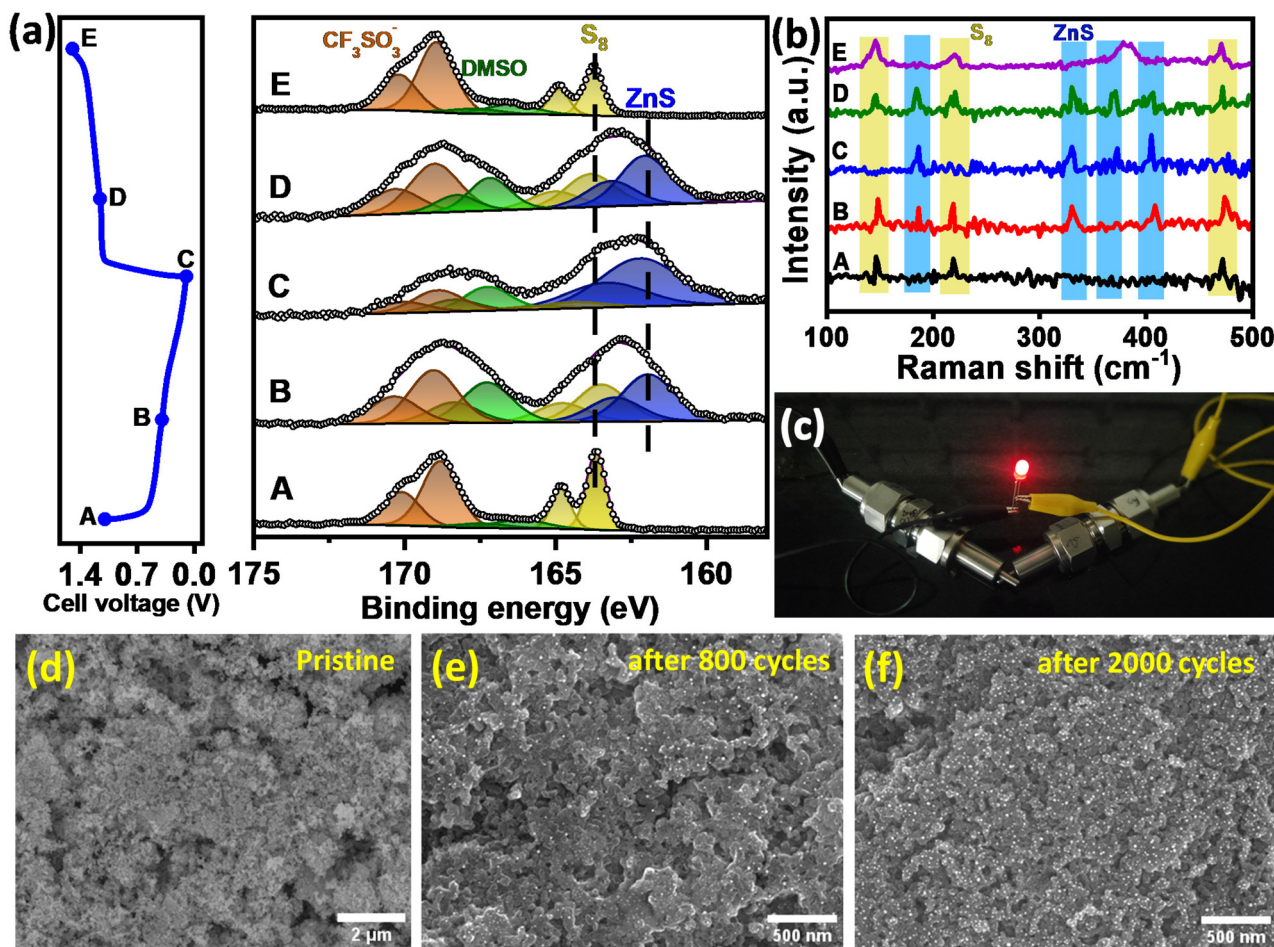 (a)
E
D
C
B
A
1.4 0.7 0.0
Cell voltage (V)
CF₃SO₃⁻
DMSO
S₈
ZnS
E
D
C
B
A
175 170 165 160
Binding energy (eV)
(b)
S₈ ZnS
E
D
C
B
A
Intensity (a.u.)
100 200 300 400 500
Raman shift (cm⁻¹)
(c)
(d) Pristine
2 μm
(e) after 800 cycles
500 nm
(f) after 2000 cycles
500 nm